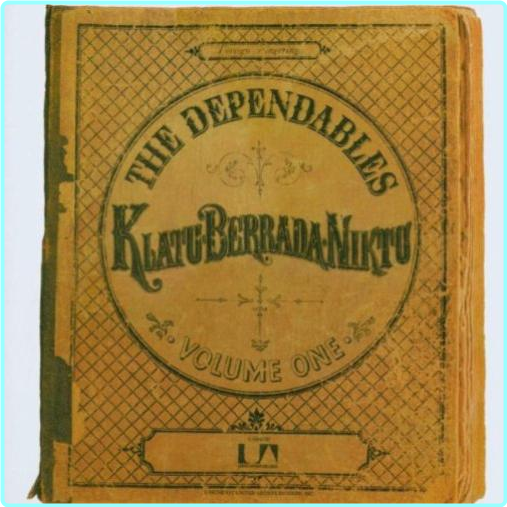 THE DEPENDABLES
KLATU·BERRADA·NIKTU
·VOLUME ONE·
UA